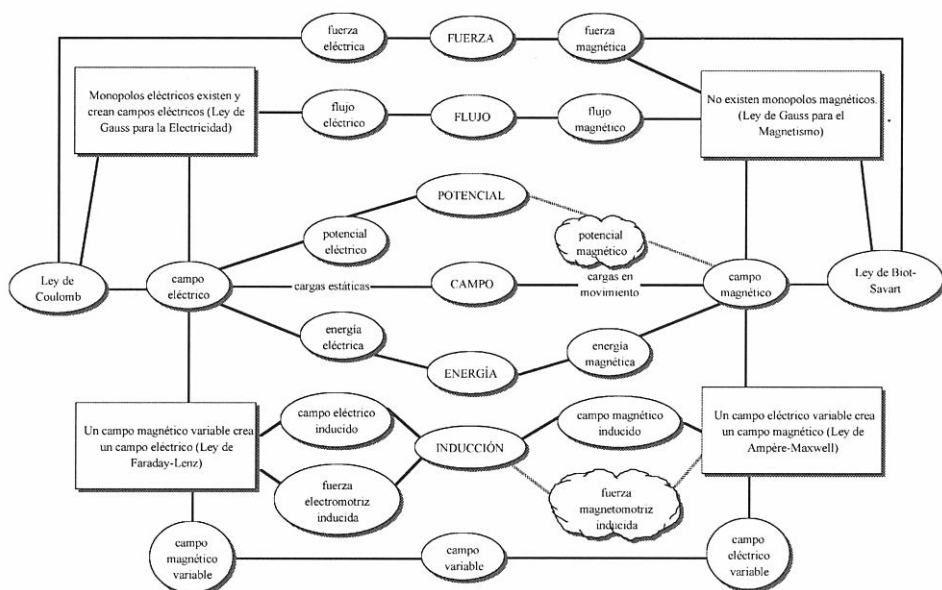 fuerza
eléctrica
FUERZA
fuerza
magnética
Monopolos eléctricos existen y
crean campos eléctricos (Ley de
Gauss para la Electricidad)
flujo
eléctrico
FLUJO
flujo
magnético
No existen monopolos magnéticos.
(Ley de Gauss para el
Magnetismo)
POTENCIAL
potencial
eléctrico
potencial
magnético
Ley de
Coulomb
campo
eléctrico
cargas estáticas
CAMPO
cargas en
movimiento
campo
magnético
Ley de Biot-
Savart
energía
eléctrica
ENERGÍA
energía
magnética
Un campo magnético variable crea
un campo eléctrico (Ley de
Faraday-Lenz)
campo eléctrico
inducido
INDUCCIÓN
campo magnético
inducido
Un campo eléctrico variable crea
un campo magnético (Ley de
Ampère-Maxwell)
fuerza
electromotriz
inducida
fuerza
magnetomotriz
inducida
campo
magnético
variable
campo
variable
campo
eléctrico
variable